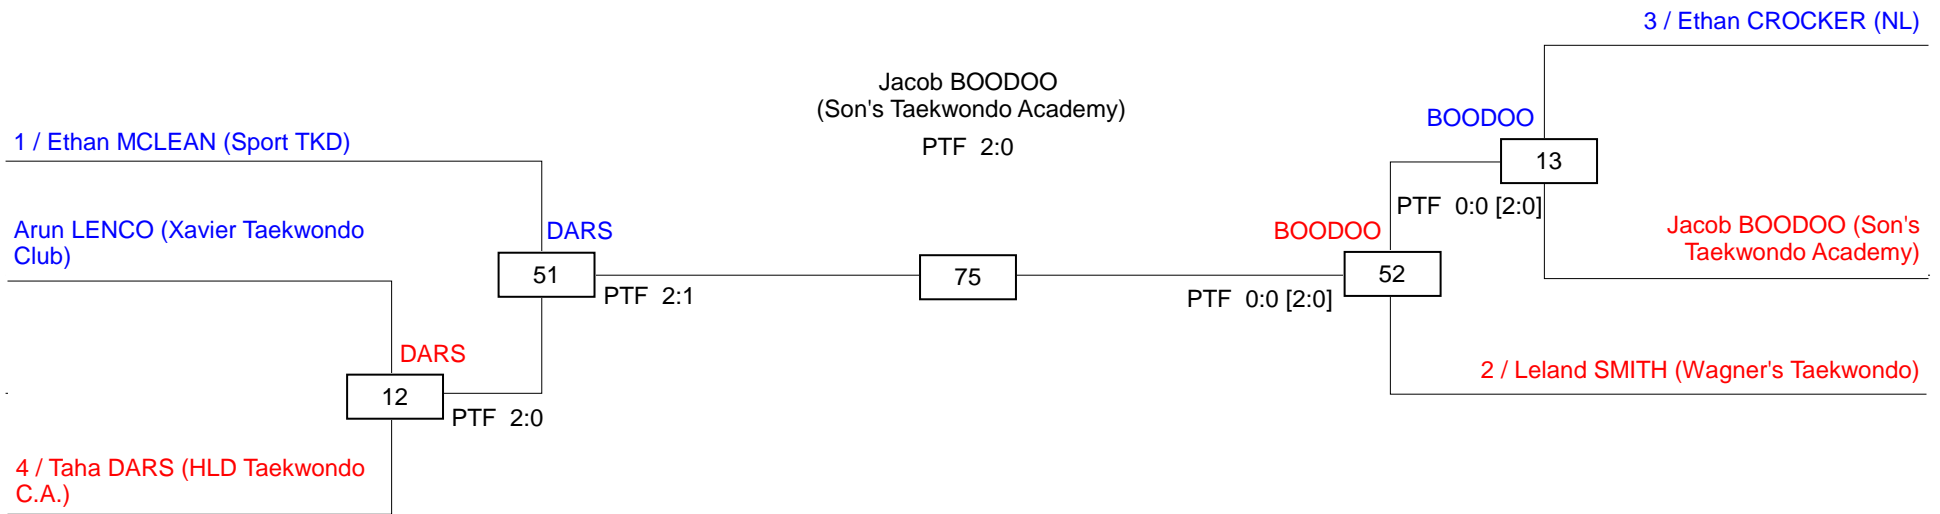 3 / Ethan CROCKER (NL)
Jacob BOODOO
(Son's Taekwondo Academy)
PTF 2:0
BOODOO
13
PTF 0:0 [2:0]
1 / Ethan MCLEAN (Sport TKD)
Arun LENCO (Xavier Taekwondo
Club)
DARS
51
PTF 2:1
75
BOODOO
52
PTF 0:0 [2:0]
Jacob BOODOO (Son's
Taekwondo Academy)
DARS
12
PTF 2:0
2 / Leland SMITH (Wagner's Taekwondo)
4 / Taha DARS (HLD Taekwondo
C.A.)